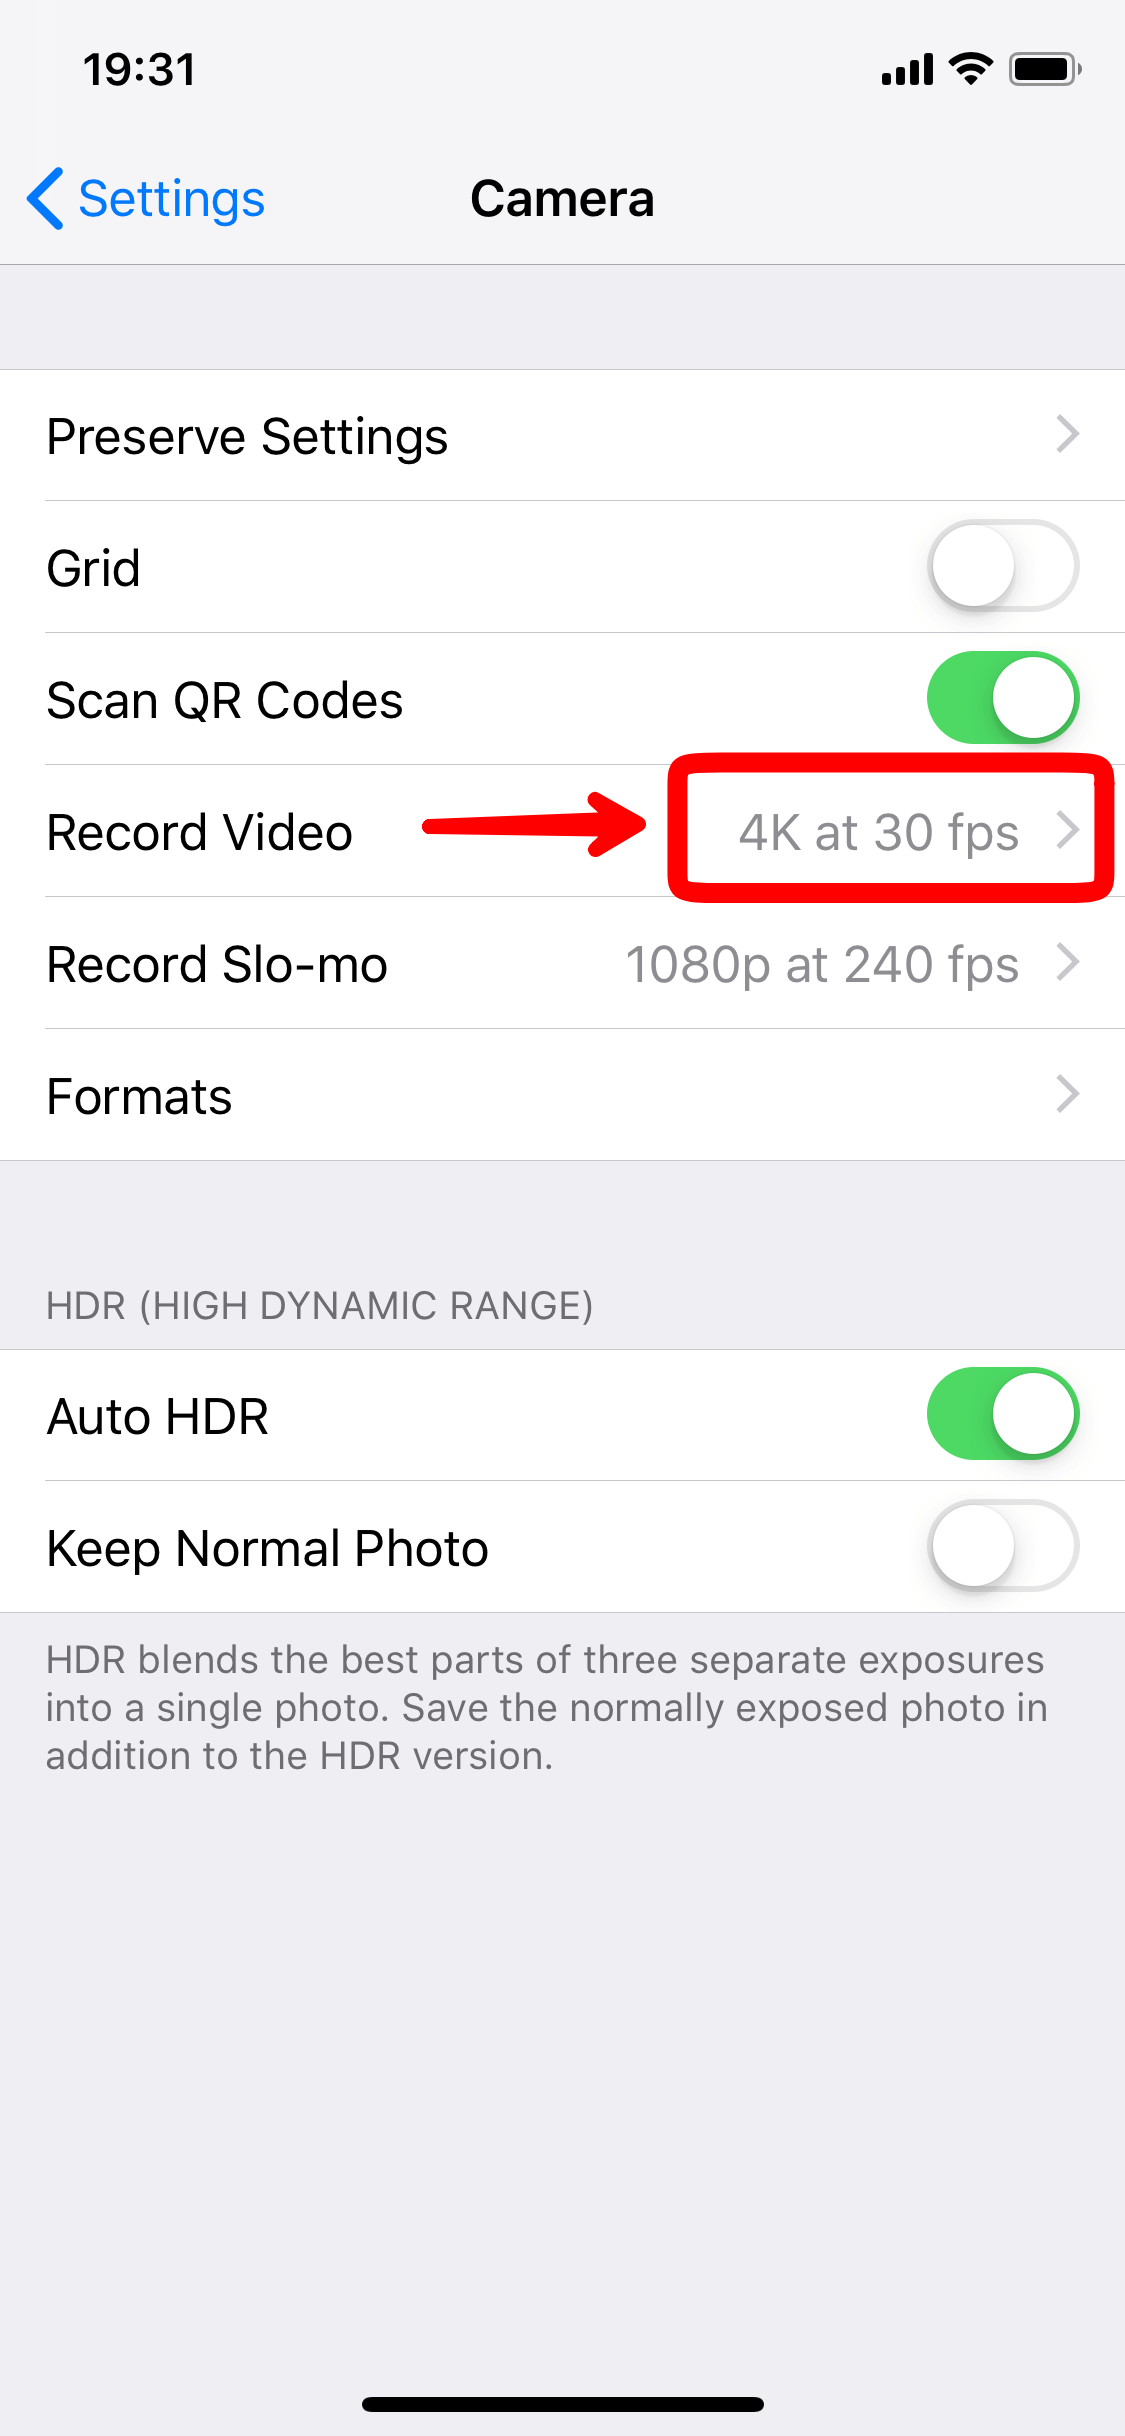 19:31
Settings
Camera
Preserve Settings
Grid
Scan QR Codes
Record Video 4K at 30 fps
Record Slo-mo 1080p at 240 fps
Formats
HDR (HIGH DYNAMIC RANGE)
Auto HDR
Keep Normal Photo
HDR blends the best parts of three separate exposures
into a single photo. Save the normally exposed photo in
addition to the HDR version.